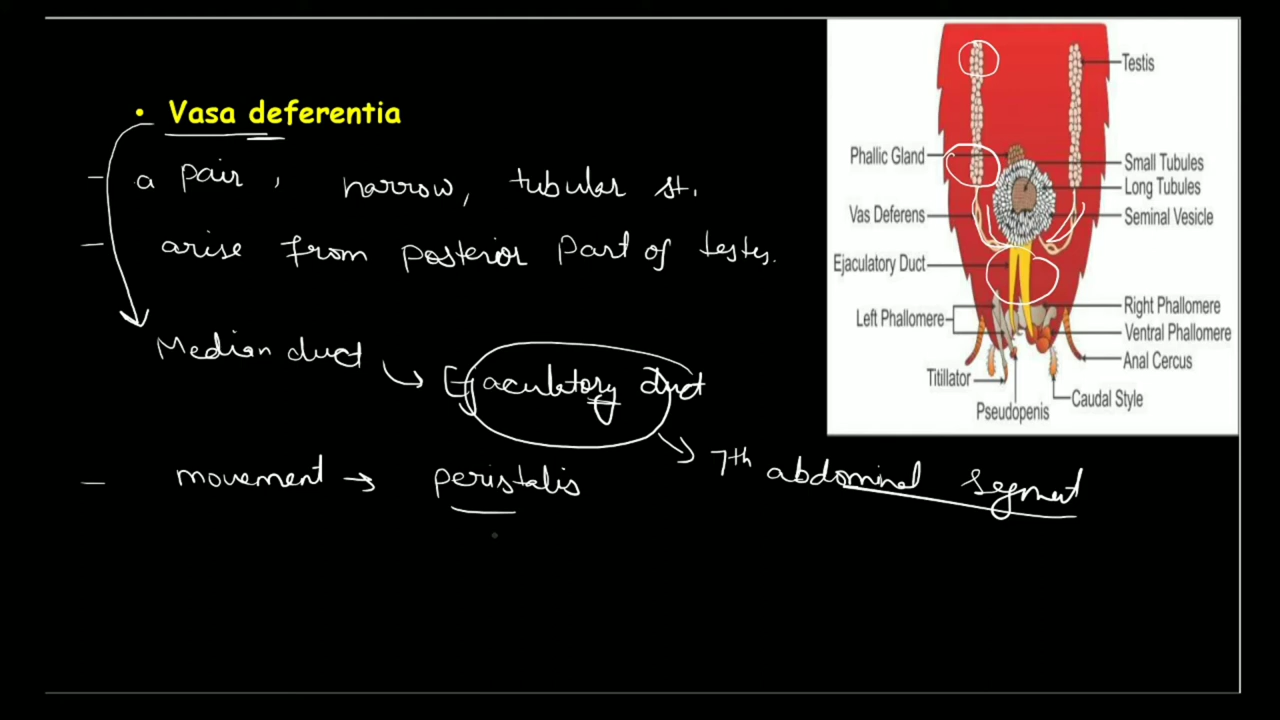 • Vasa deferentia
- a pair, narrow, tubular st.
- arise from posterior part of testes.
Median duct
Ejaculatory duct
7th abdominal segment
- movement → peristalis
Testis
Phallic Gland
Small Tubules
Long Tubules
Vas Deferens
Seminal Vesicle
Ejaculatory Duct
Left Phallomere
Right Phallomere
Ventral Phallomere
Anal Cercus
Titillator
Caudal Style
Pseudopenis